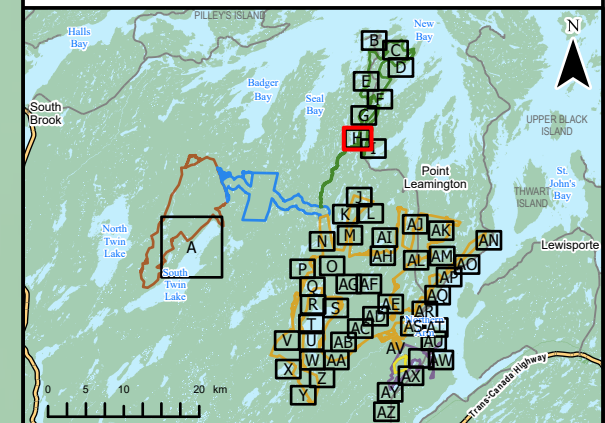 PILLEY'S ISLAND
Halls
Bay
New
Bay
B
C
D
N
Badger
Bay
Seal
Bay
E
F
G
H
I
South
Brook
UPPER BLACK
ISLAND
Point
Leamington
St.
John's
Bay
THWART
ISLAND
J
K
L
M
N
North
Twin
Lake
A
South
Twin
Lake
AJ
AK
AI
AH
AL
AM
AN
AO
AP
AQ
Lewisporte
P
O
Q
AG
AF
R
S
AE
AD
AR
T
AC
AS
AT
V
U
AB
AU
AV
W
AA
AW
X
Z
AX
Y
AY
AZ
Trans-Canada Highway
0 5 10 20 km